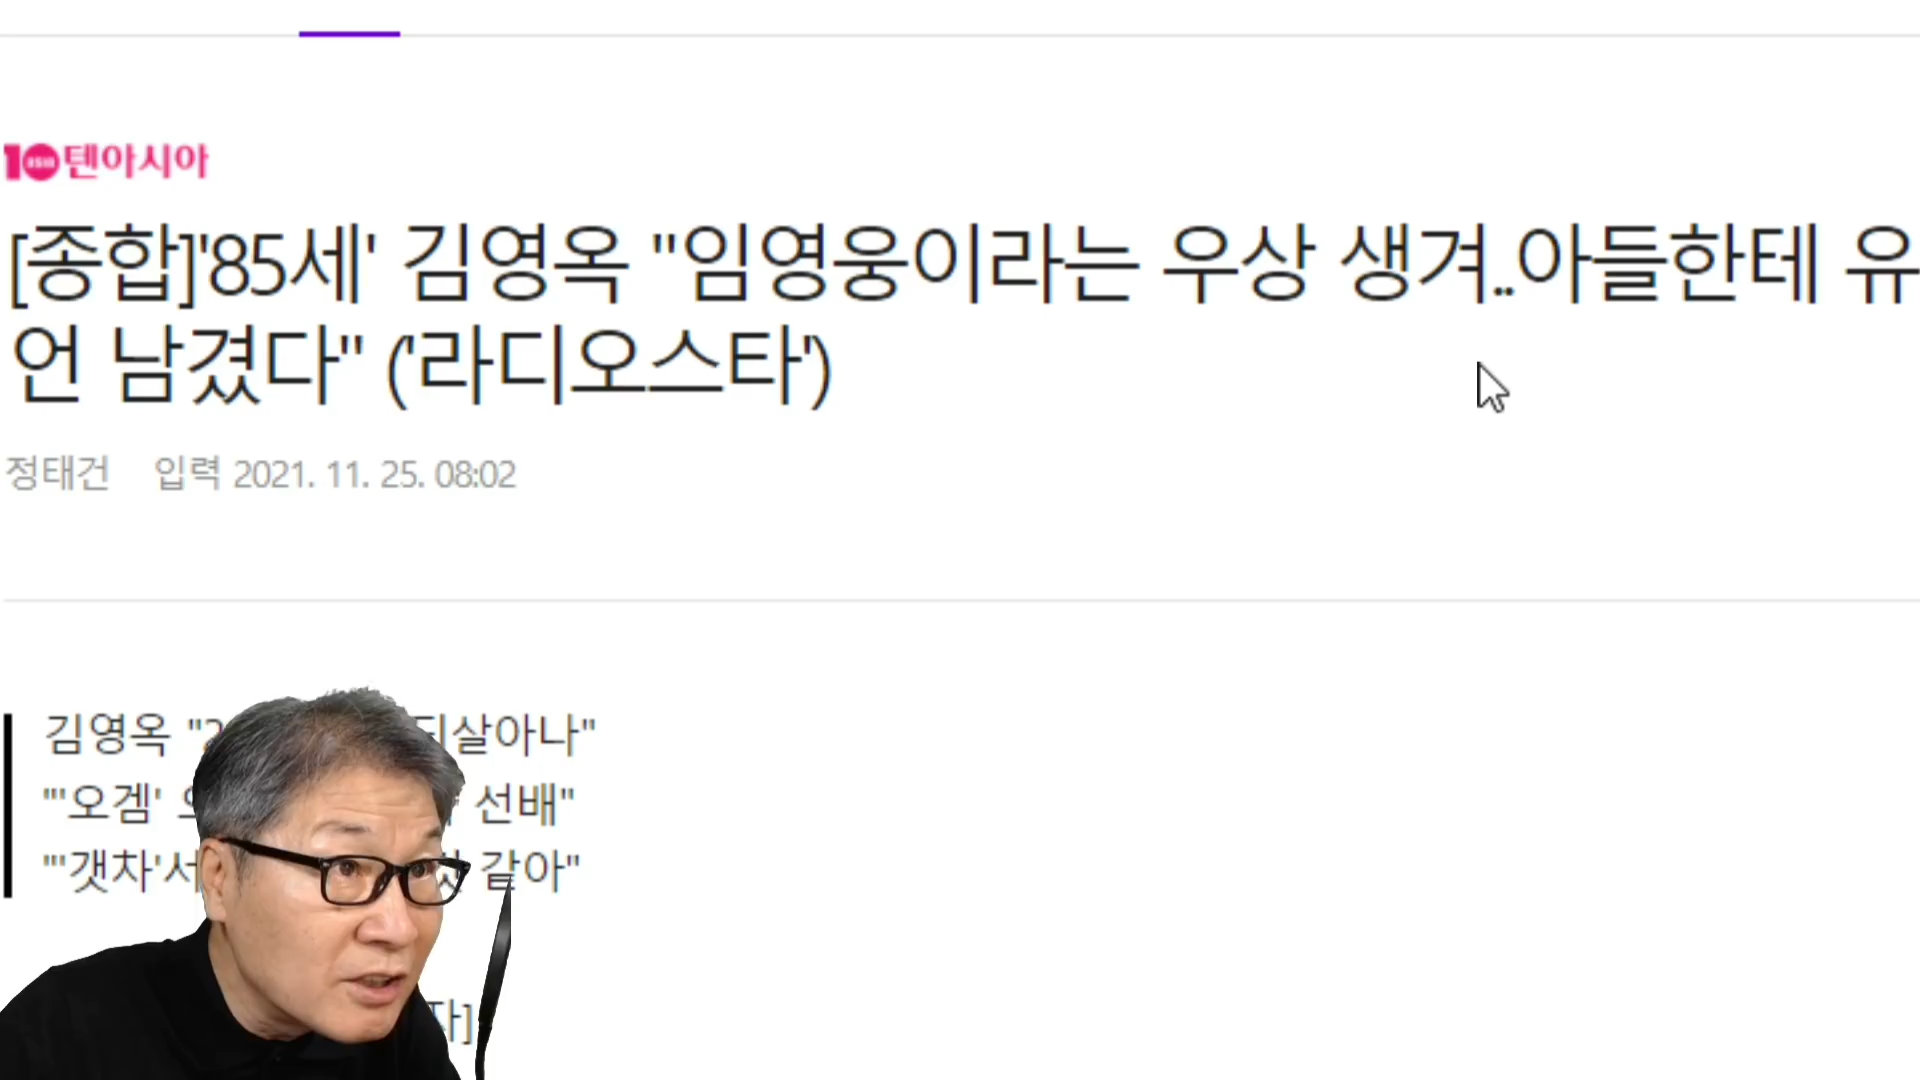 텐아시아
[종합]'85세' 김영옥 "임영웅이라는 우상 생겨..아들한테 유
언 남겼다" ('라디오스타')
정태건 입력 2021. 11. 25. 08:02
김영옥 되살아나"
"'오겜' 선배"
"'갯차'서 같아"